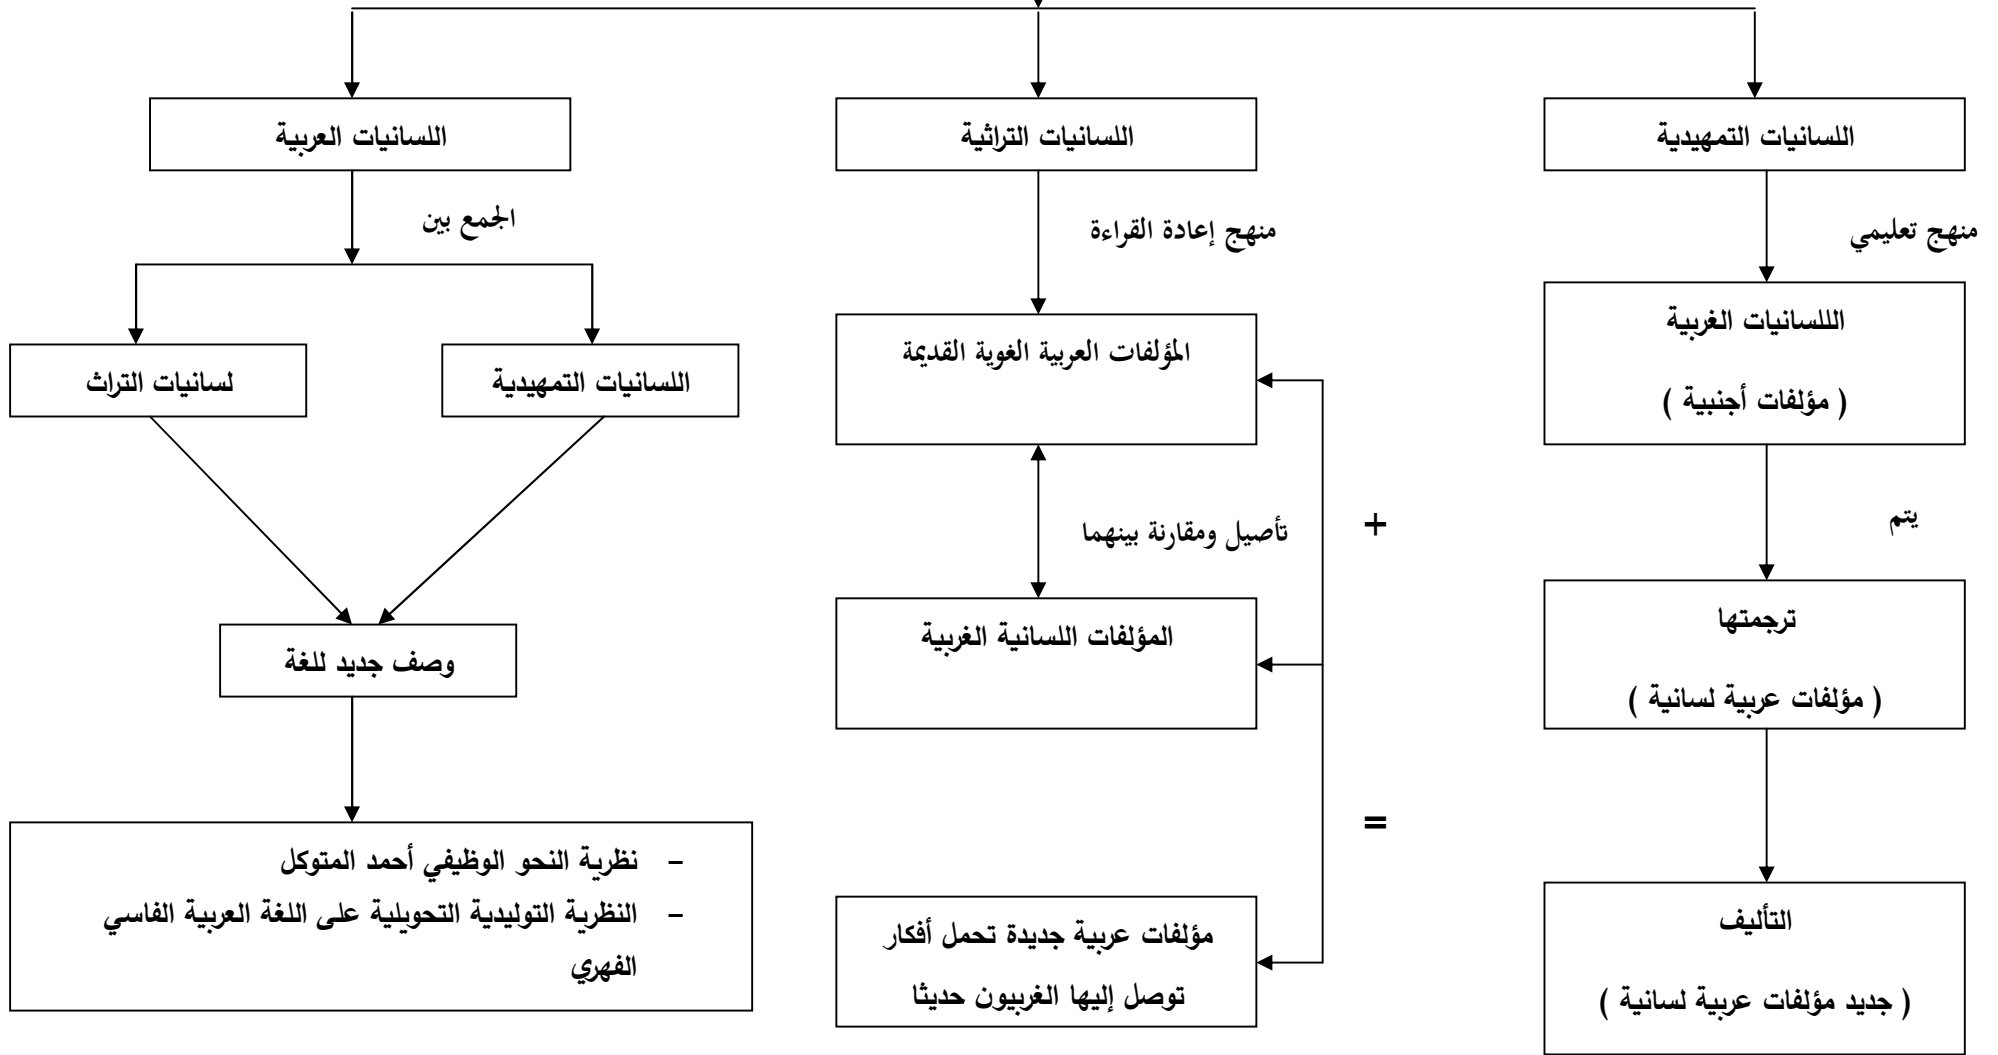 اللسانيات التمهيدية
منهج تعليمي
الللسانيات الغربية
( مؤلفات أجنبية )
يتم
ترجمتها
( مؤلفات عربية لسانية )
التأليف
( جديد مؤلفات عربية لسانية )
اللسانيات التراثية
منهج إعادة القراءة
المؤلفات العربية الغوية القديمة
تأصيل ومقارنة بينهما
+
المؤلفات اللسانية الغربية
=
مؤلفات عربية جديدة تحمل أفكار
توصل إليها الغربيون حديثا
اللسانيات العربية
الجمع بين
اللسانيات التمهيدية
لسانيات التراث
وصف جديد للغة
- نظرية النحو الوظيفي أحمد المتوكل
- النظرية التوليدية التحويلية على اللغة العربية الفاسي
الفهري